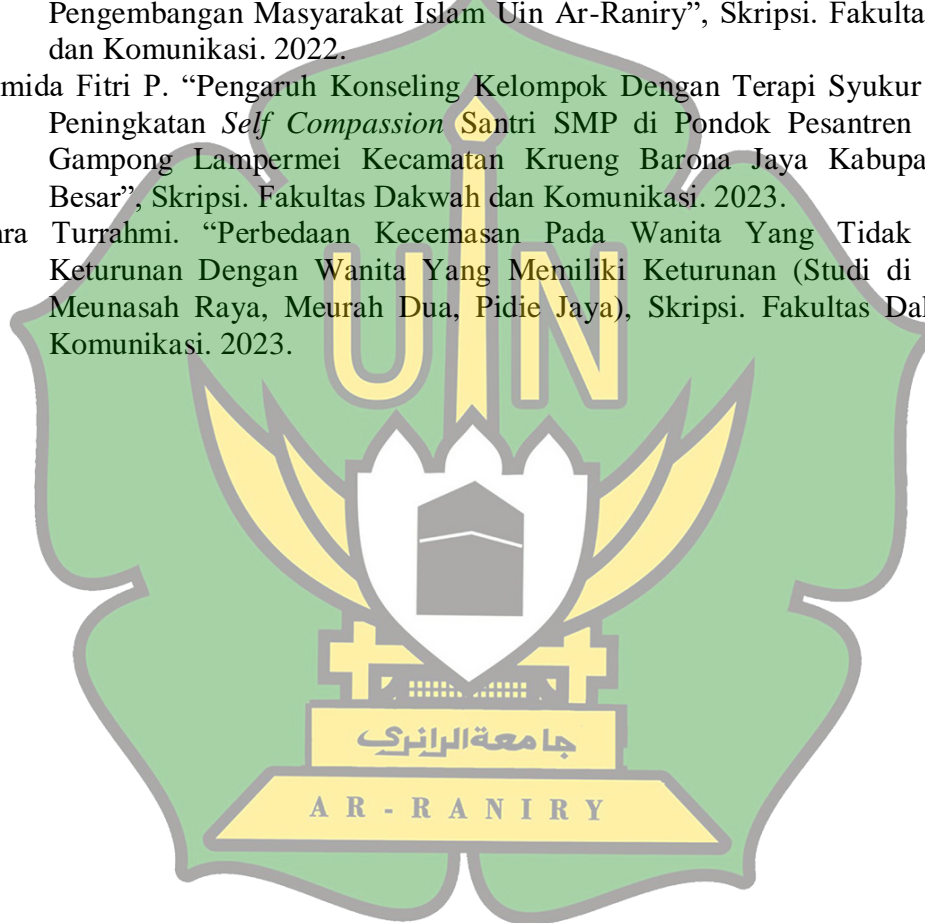 Pengembangan Masyarakat Islam Uin Ar-Raniry”, Skripsi. Fakulta
dan Komunikasi. 2022.
mida Fitri P. “Pengaruh Konseling Kelompok Dengan Terapi Syukur
Peningkatan Self Compassion Santri SMP di Pondok Pesantren
Gampong Lampermei Kecamatan Krueng Barona Jaya Kabupa
Besar”, Skripsi. Fakultas Dakwah dan Komunikasi. 2023.
ra Turrahmi. “Perbedaan Kecemasan Pada Wanita Yang Tidak
Keturunan Dengan Wanita Yang Memiliki Keturunan (Studi di
Meunasah Raya, Meurah Dua, Pidie Jaya), Skripsi. Fakultas Da
Komunikasi. 2023.
UIN
جامعةالرانري
AR-RANIRY